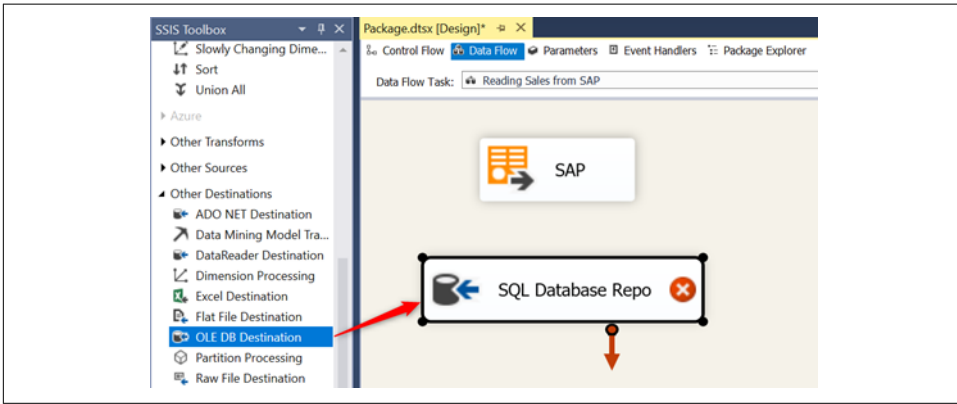 SSIS Toolbox
Slowly Changing Dime...
Sort
Union All
Azure
Other Transforms
Other Sources
Other Destinations
ADO NET Destination
Data Mining Model Tra...
DataReader Destination
Dimension Processing
Excel Destination
Flat File Destination
OLE DB Destination
Partition Processing
Raw File Destination
Package.dtsx [Design]*
Control Flow Data Flow Parameters Event Handlers Package Explorer
Data Flow Task: Reading Sales from SAP
SAP
SQL Database Repo